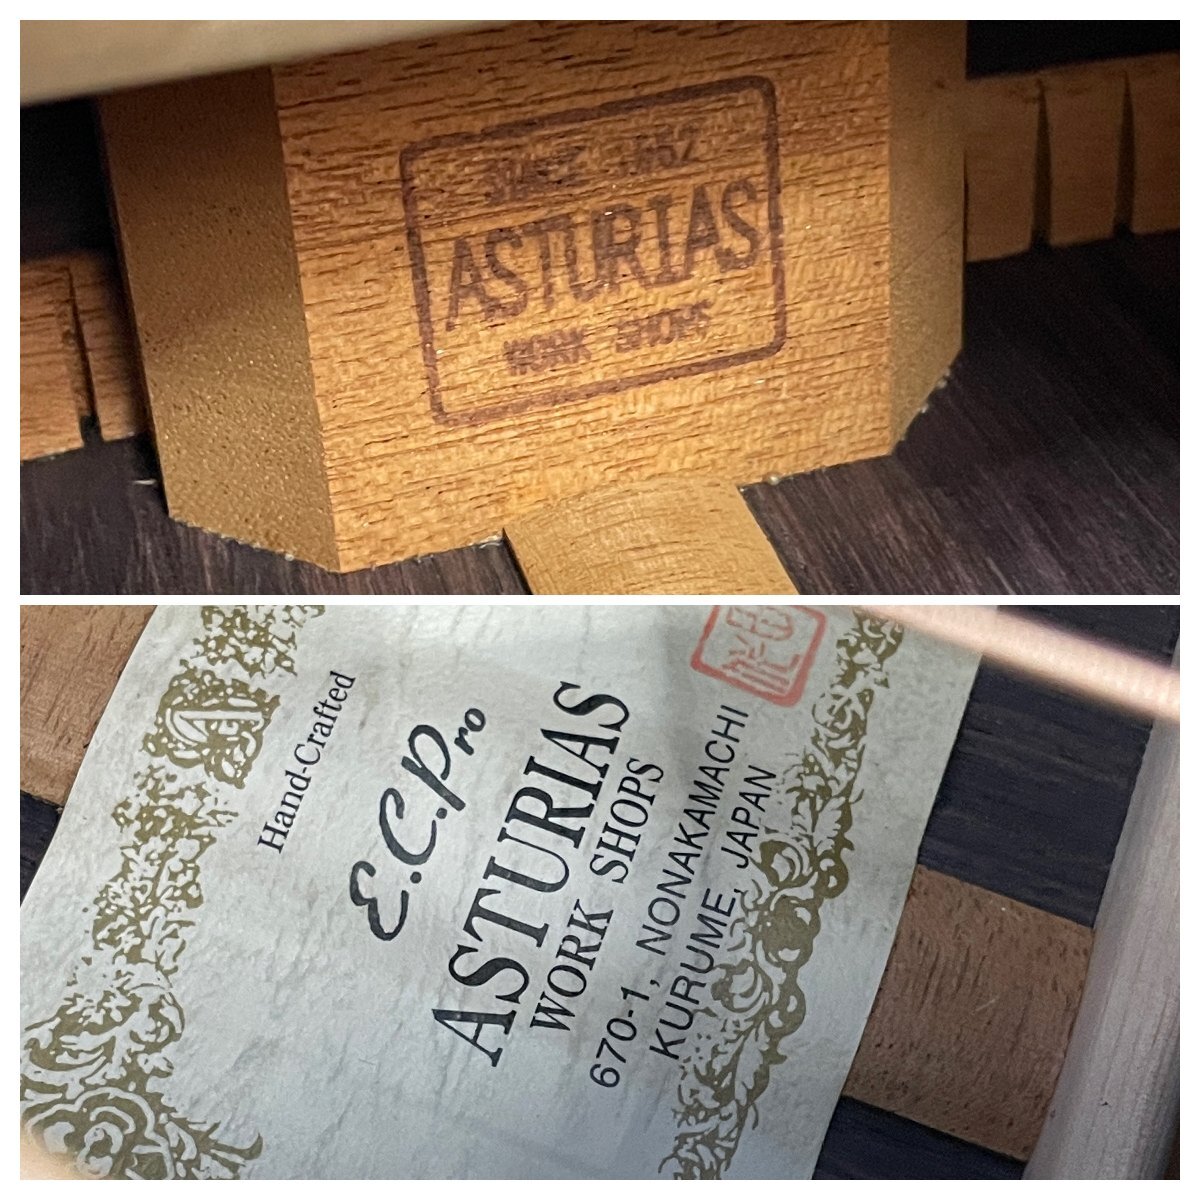 SINCE 1962
ASTURIAS
WORK SHOPS
Hand-Crafted
E.C.Pro
ASTURIAS
WORK SHOPS
670-1, NONAKAMACHI
KURUME, JAPAN